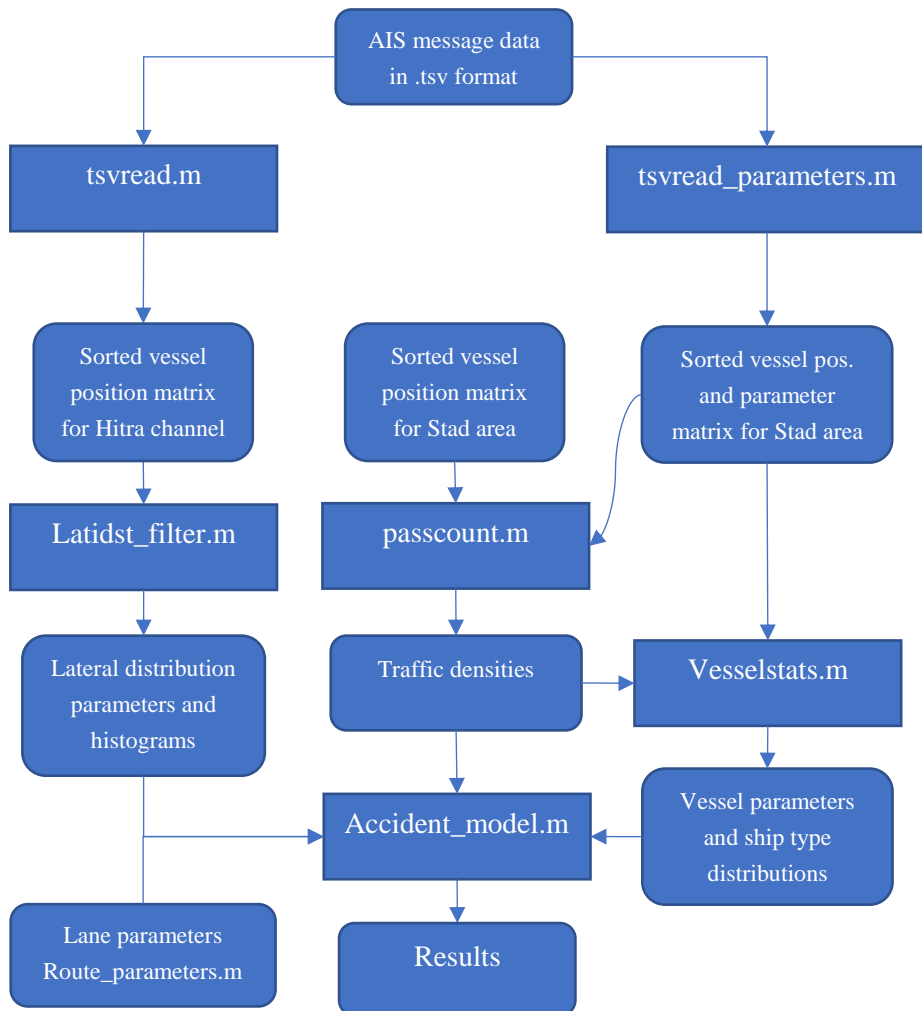 AIS message data
in .tsv format
tsvread.m
tsvread_parameters.m
Sorted vessel
position matrix
for Hitra channel
Sorted vessel
position matrix
for Stad area
Sorted vessel pos.
and parameter
matrix for Stad area
Latidst_filter.m
passcount.m
Lateral distribution
parameters and
histograms
Traffic densities
Vesselstats.m
Accident_model.m
Vessel parameters
and ship type
distributions
Lane parameters
Route_parameters.m
Results